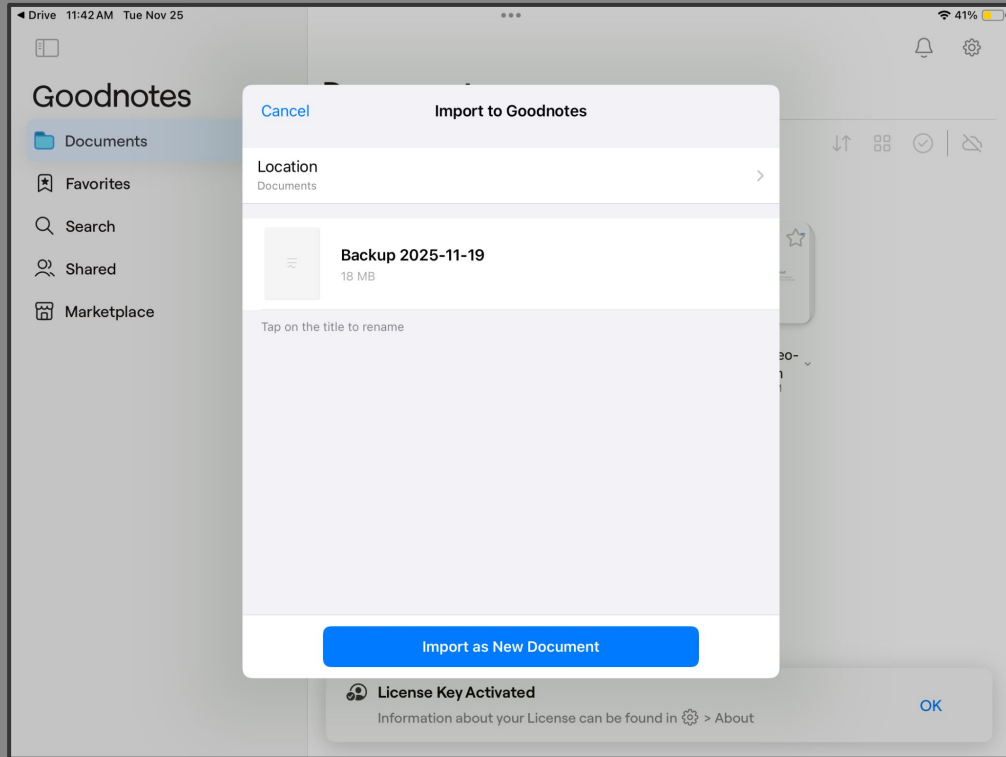 Drive 11:42 AM Tue Nov 25
41%
Goodnotes
Documents
Favorites
Search
Shared
Marketplace
Cancel
Import to Goodnotes
Location
Documents
Backup 2025-11-19
18 MB
Tap on the title to rename
eo-
Import as New Document
License Key Activated
Information about your License can be found in > About
OK